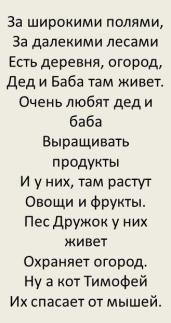 За широкими полями,
За далекими лесами
Есть деревня, огород,
Дед и Баба там живет.
Очень любят дед и
баба
Выращивать
продукты
И у них, там растут
Овощи и фрукты.
Пес Дружок у них
живет
Охраняет огород.
Ну а кот Тимофей
Их спасает от мышей.